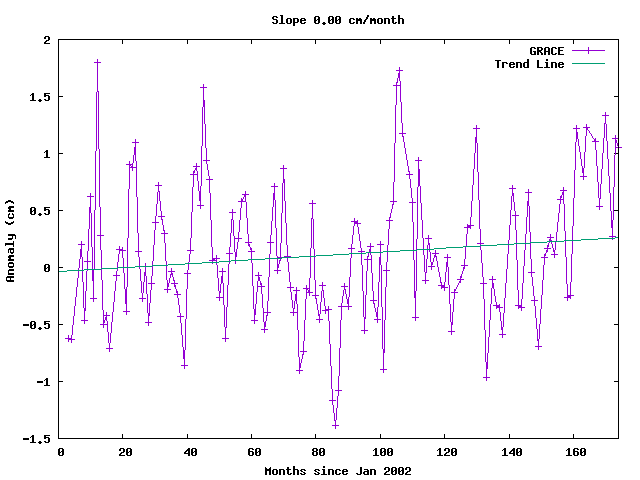 Slope 0.00 cm/month
GRACE
Trend Line
2
1.5
1
0.5
0
-0.5
-1
-1.5
Anomaly (cm)
0 20 40 60 80 100 120 140 160
Months since Jan 2002